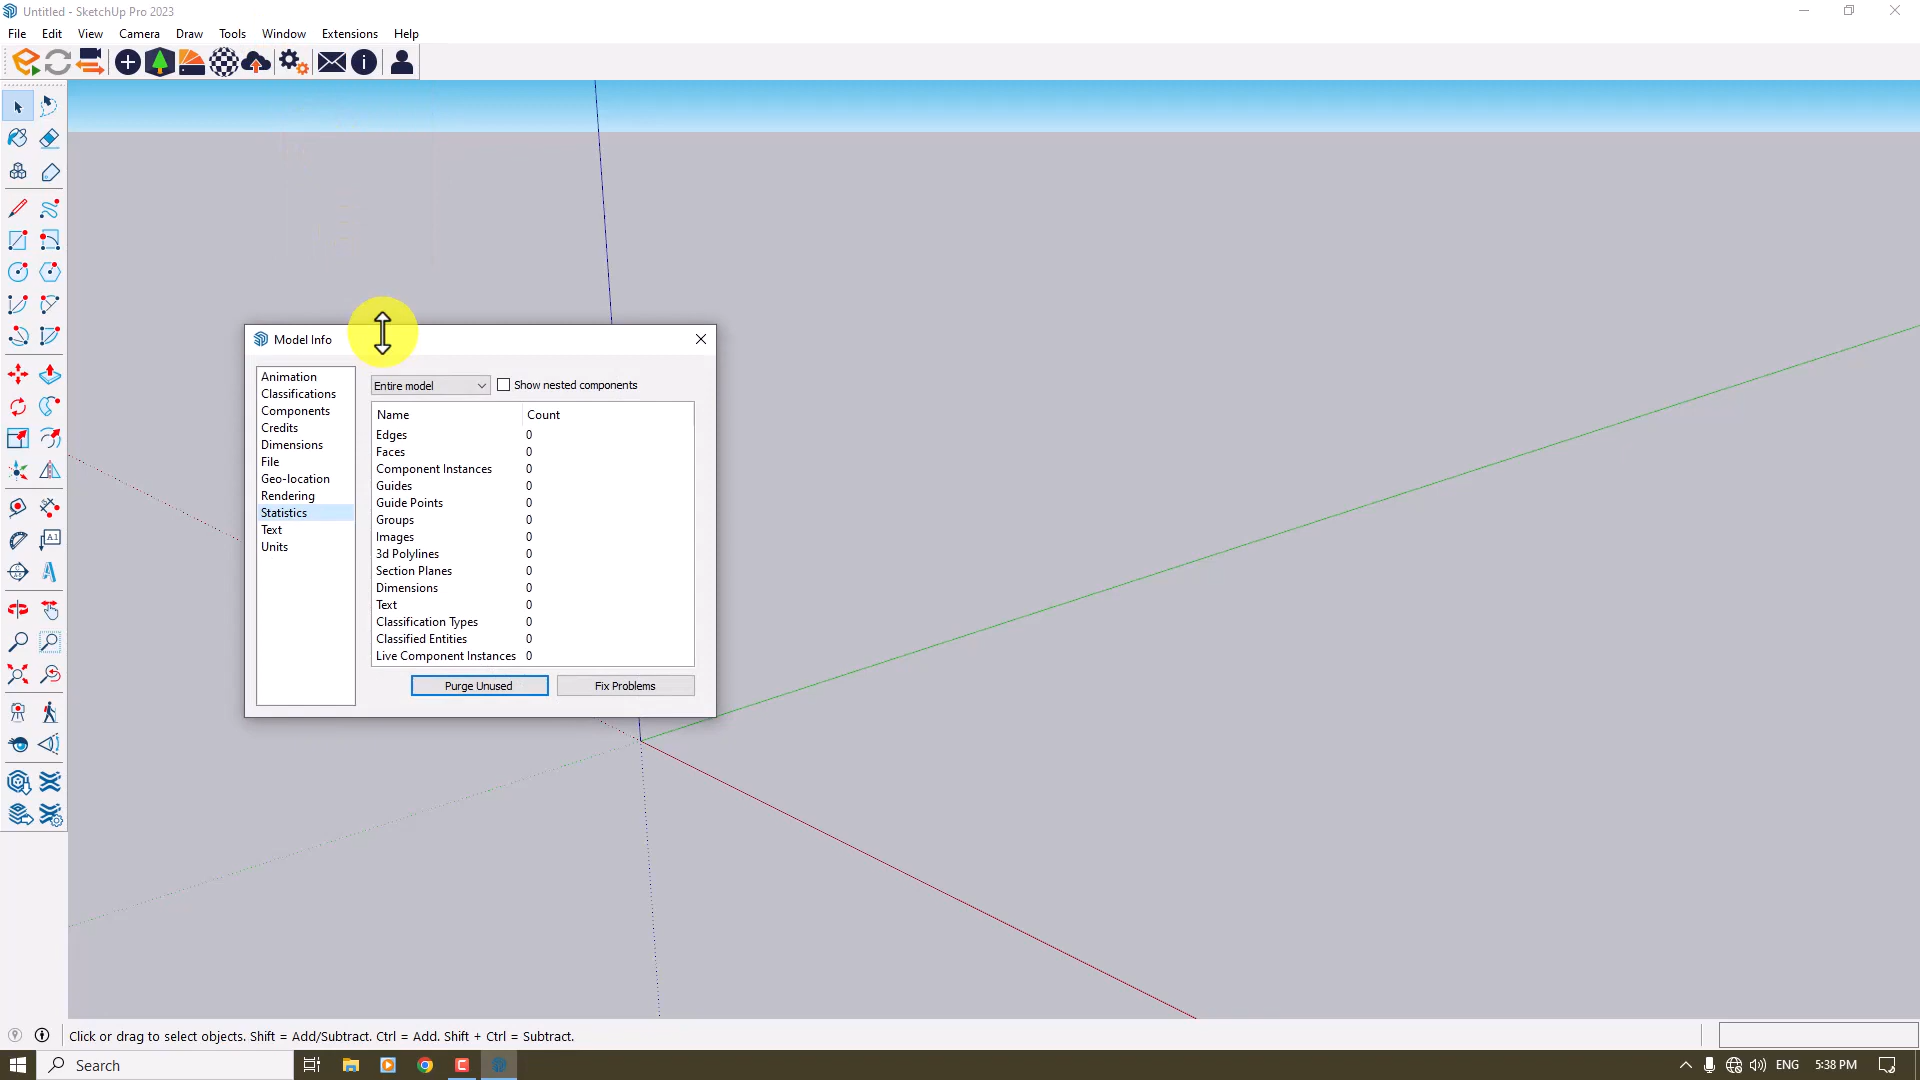 Untitled - SketchUp Pro 2023
File Edit View Camera Draw Tools Window Extensions Help
Model Info
Animation
Classifications
Components
Credits
Dimensions
File
Geo-location
Rendering
Statistics
Text
Units
Entire model
Show nested components
Name Count
Edges 0
Faces 0
Component Instances 0
Guides 0
Guide Points 0
Groups 0
Images 0
3d Polylines 0
Section Planes 0
Dimensions 0
Text 0
Classification Types 0
Classified Entities 0
Live Component Instances 0
Purge Unused Fix Problems
Click or drag to select objects. Shift = Add/Subtract. Ctrl = Add. Shift + Ctrl = Subtract.
Search
ENG 5:38 PM